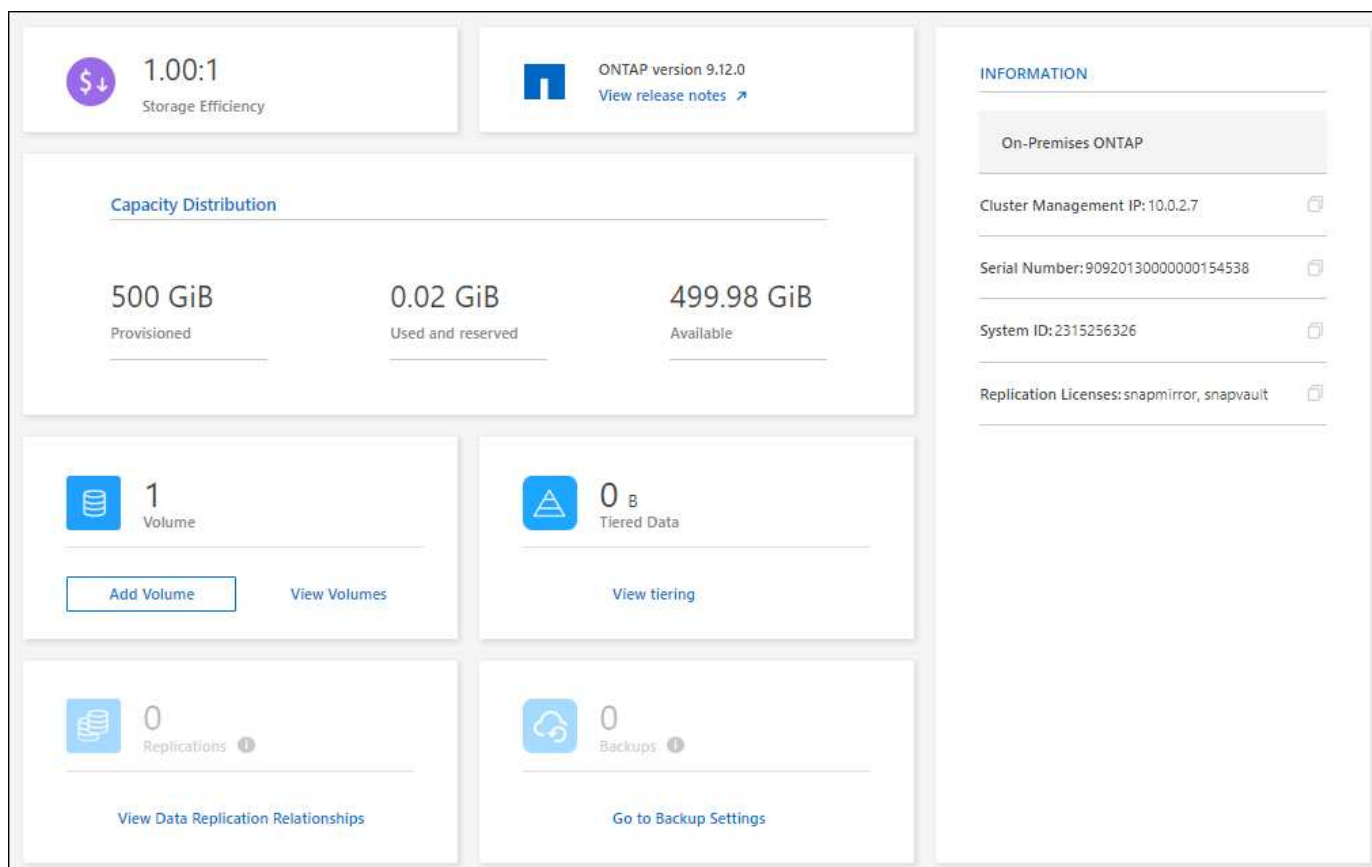 1.00:1
Storage Efficiency
ONTAP version 9.12.0
View release notes ↗
Capacity Distribution
500 GiB
Provisioned
0.02 GiB
Used and reserved
499.98 GiB
Available
1
Volume
Add Volume
View Volumes
0 B
Tiered Data
View tiering
0
Replications
View Data Replication Relationships
0
Backups
Go to Backup Settings
INFORMATION
On-Premises ONTAP
Cluster Management IP: 10.0.2.7
Serial Number: 90920130000000154538
System ID: 2315256326
Replication Licenses: snapmirror, snapvault